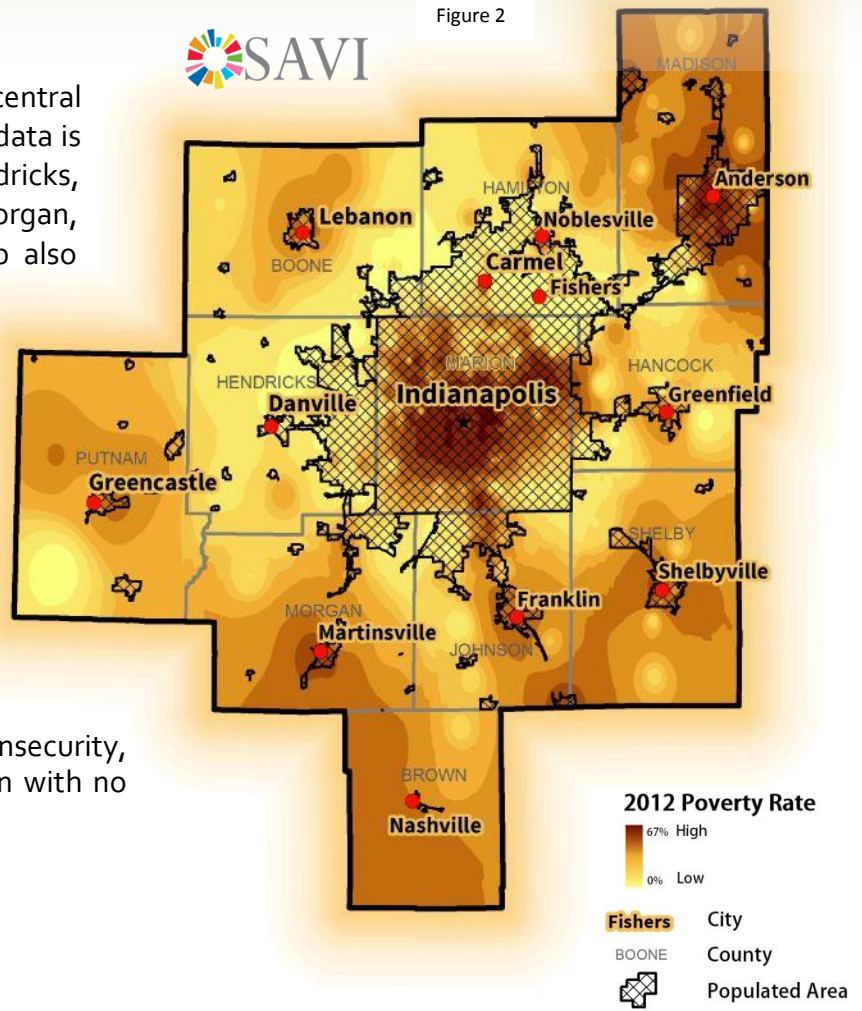 Figure 2
SAVI
central
data is
dricks,
organ,
o also
MADISON
Anderson
HAMILTON
Noblesville
Lebanon
BOONE
Carmel
Fishers
MARION
HANCOCK
HENDRICKS
Indianapolis
Greenfield
Danville
PUTNAM
Greencastle
SHELBY
Shelbyville
Franklin
MORGAN
Martinsville
JOHNSON
nsecurity,
n with no
BROWN
Nashville
2012 Poverty Rate
67% High
0% Low
Fishers City
BOONE County
Populated Area